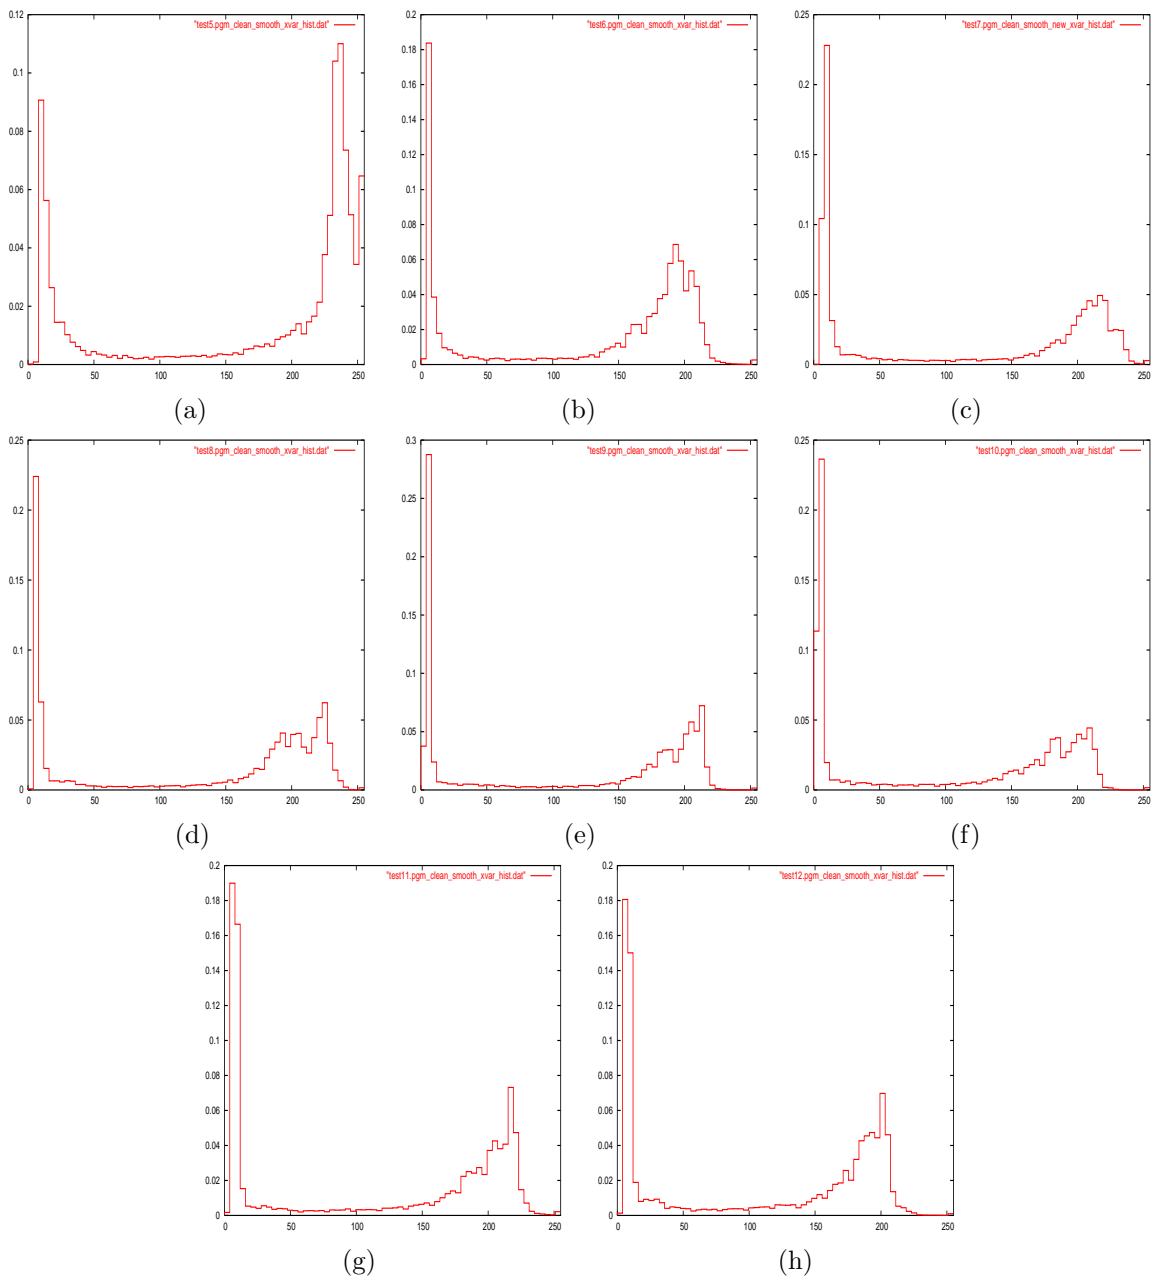 "test5.pgm_clean_smooth_xvar_hist.dat"
0.12
0.1
0.08
0.06
0.04
0.02
0
0 50 100 150 200 250
(a)
"test6.pgm_clean_smooth_xvar_hist.dat"
0.2
0.18
0.16
0.14
0.12
0.1
0.08
0.06
0.04
0.02
0
0 50 100 150 200 250
(b)
"test7.pgm_clean_smooth_new_xvar_hist.dat"
0.25
0.2
0.15
0.1
0.05
0
0 50 100 150 200 250
(c)
"test8.pgm_clean_smooth_xvar_hist.dat"
0.25
0.2
0.15
0.1
0.05
0
0 50 100 150 200 250
(d)
"test9.pgm_clean_smooth_xvar_hist.dat"
0.3
0.25
0.2
0.15
0.1
0.05
0
0 50 100 150 200 250
(e)
"test10.pgm_clean_smooth_xvar_hist.dat"
0.25
0.2
0.15
0.1
0.05
0
0 50 100 150 200 250
(f)
"test11.pgm_clean_smooth_xvar_hist.dat"
0.2
0.18
0.16
0.14
0.12
0.1
0.08
0.06
0.04
0.02
0
0 50 100 150 200 250
(g)
"test12.pgm_clean_smooth_xvar_hist.dat"
0.2
0.18
0.16
0.14
0.12
0.1
0.08
0.06
0.04
0.02
0
0 50 100 150 200 250
(h)